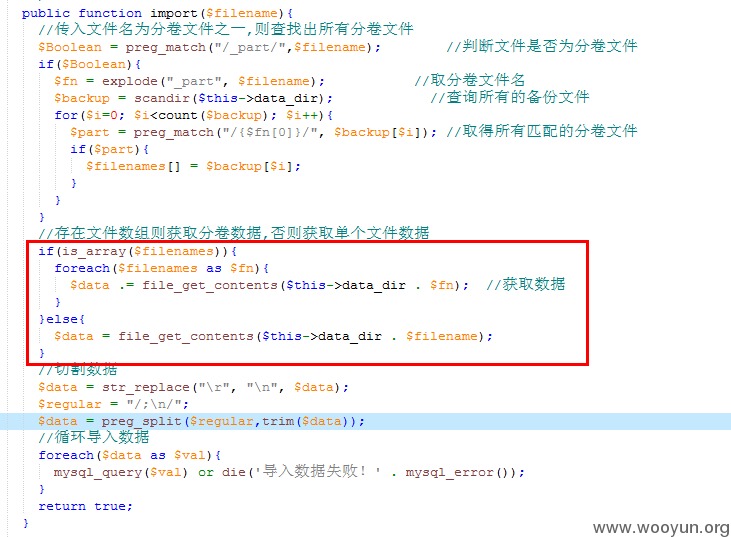 public function import($filename){
//传入文件名为分卷文件之一,则查找出所有分卷文件
$Boolean = preg_match("/_part/",$filename); //判断文件是否为分卷文件
if($Boolean){
$fn = explode("_part", $filename); //取分卷文件名
$backup = scandir($this->data_dir); //查询所有的备份文件
for($i=0; $i<count($backup); $i++){
$part = preg_match("/{$fn[0]}/", $backup[$i]); //取得所有匹配的分卷文件
if($part){
$filenames[] = $backup[$i];
}
}
}
//存在文件数组则获取分卷数据,否则获取单个文件数据
if(is_array($filenames)){
foreach($filenames as $fn){
$data .= file_get_contents($this->data_dir . $fn); //获取数据
}
}else{
$data = file_get_contents($this->data_dir . $filename);
}
//切割数据
$data = str_replace("\r", "\n", $data);
$regular = "/;\n/";
$data = preg_split($regular,trim($data));
//循环导入数据
foreach($data as $val){
mysql_query($val) or die('导入数据失败！' . mysql_error());
}
return true;
}
www.wooyun.org